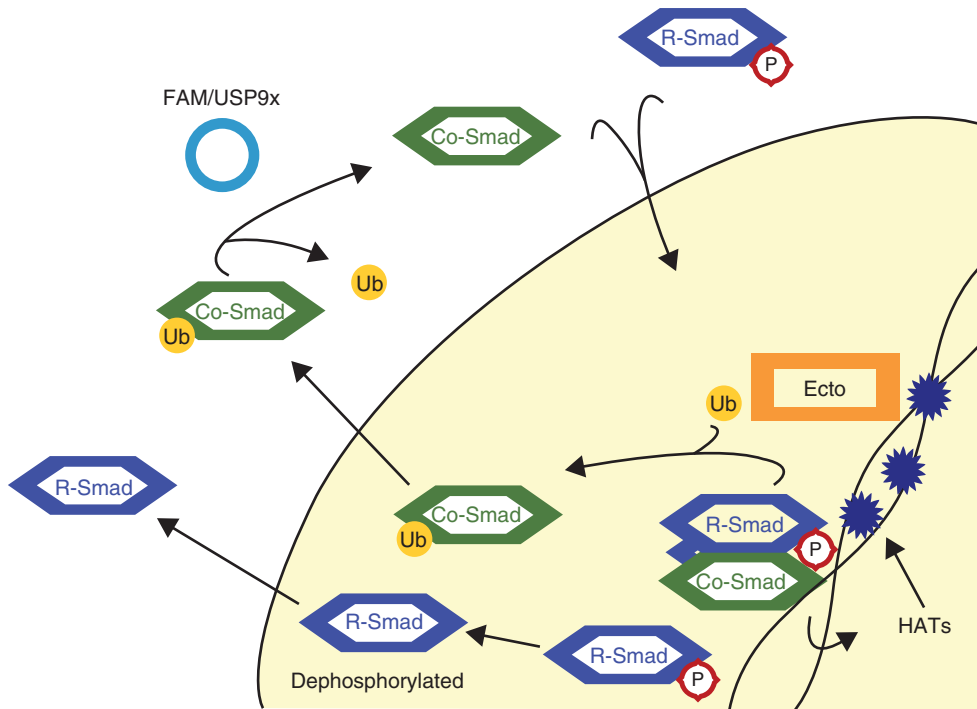 R-Smad
P
FAM/USP9x
Co-Smad
Ub
Co-Smad
Ub
Ecto
Ub
R-Smad
Co-Smad
Ub
R-Smad
P
Co-Smad
R-Smad
HATs
R-Smad
P
Dephosphorylated